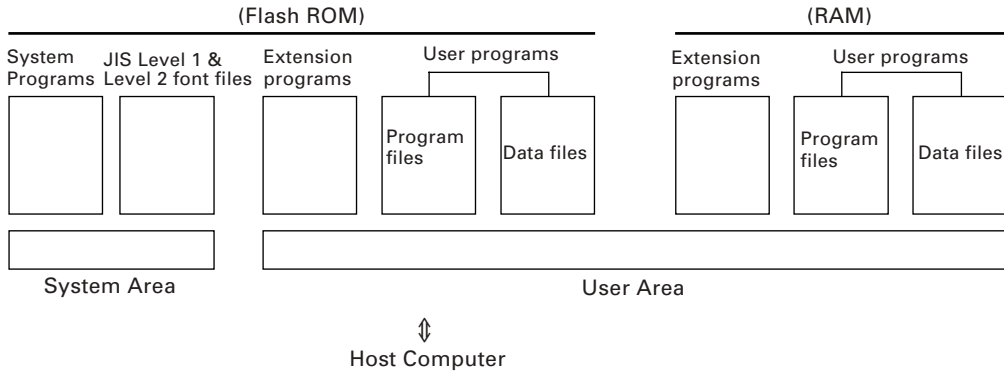 (Flash ROM)
(RAM)
System
Programs
JIS Level 1 &
Level 2 font files
Extension
programs
User programs
Extension
programs
User programs
Program
files
Data files
Program
files
Data files
System Area
User Area
Host Computer